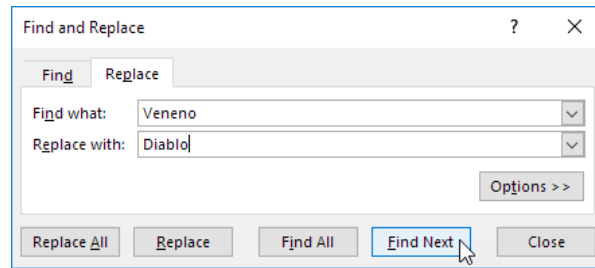 Find and Replace ?
Find Replace
Find what: Veneno
Replace with: Diablo
Options >>
Replace All Replace Find All Find Next Close